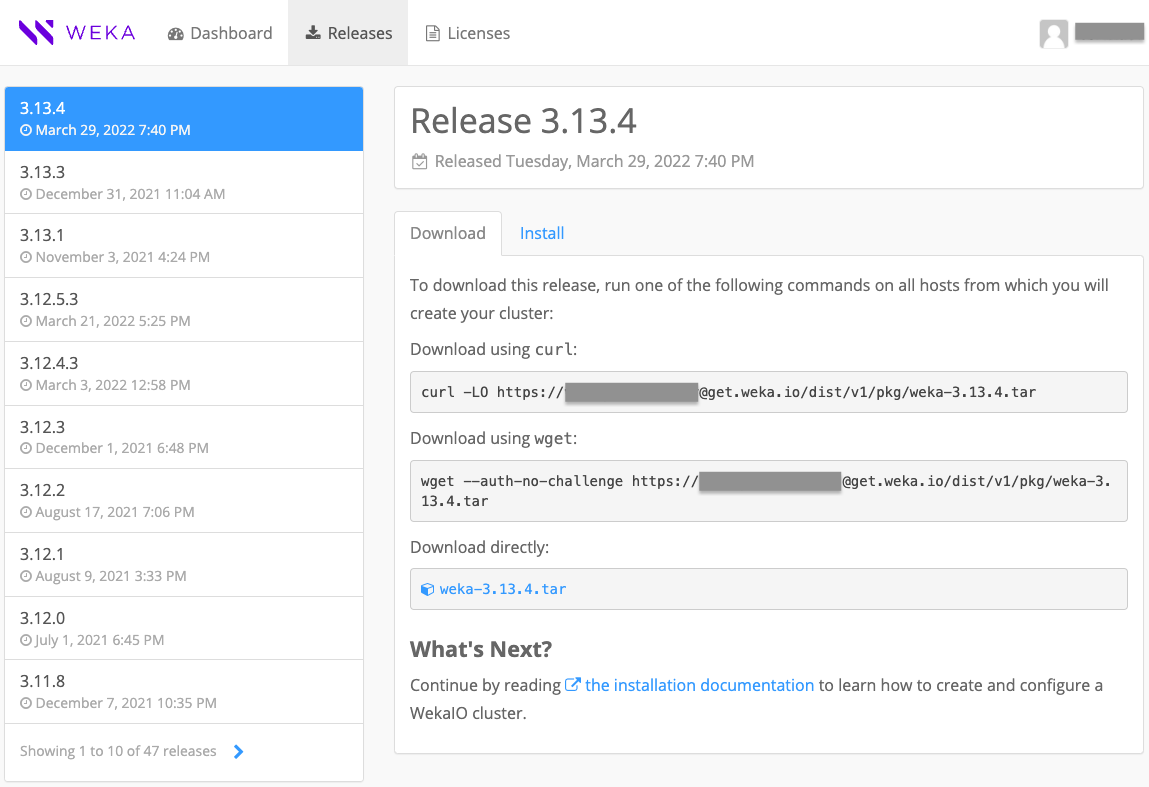 WEKA Dashboard Releases Licenses
3.13.4
March 29, 2022 7:40 PM
3.13.3
December 31, 2021 11:04 AM
3.13.1
November 3, 2021 4:24 PM
3.12.5.3
March 21, 2022 5:25 PM
3.12.4.3
March 3, 2022 12:58 PM
3.12.3
December 1, 2021 6:48 PM
3.12.2
August 17, 2021 7:06 PM
3.12.1
August 9, 2021 3:33 PM
3.12.0
July 1, 2021 6:45 PM
3.11.8
December 7, 2021 10:35 PM
Showing 1 to 10 of 47 releases
Release 3.13.4
Released Tuesday, March 29, 2022 7:40 PM
Download Install
To download this release, run one of the following commands on all hosts from which you will
create your cluster:
Download using curl:
curl -LO https:// @get.weka.io/dist/v1/pkg/weka-3.13.4.tar
Download using wget:
wget --auth-no-challenge https:// @get.weka.io/dist/v1/pkg/weka-3.
13.4.tar
Download directly:
weka-3.13.4.tar
What's Next?
Continue by reading the installation documentation to learn how to create and configure a
WekaIO cluster.